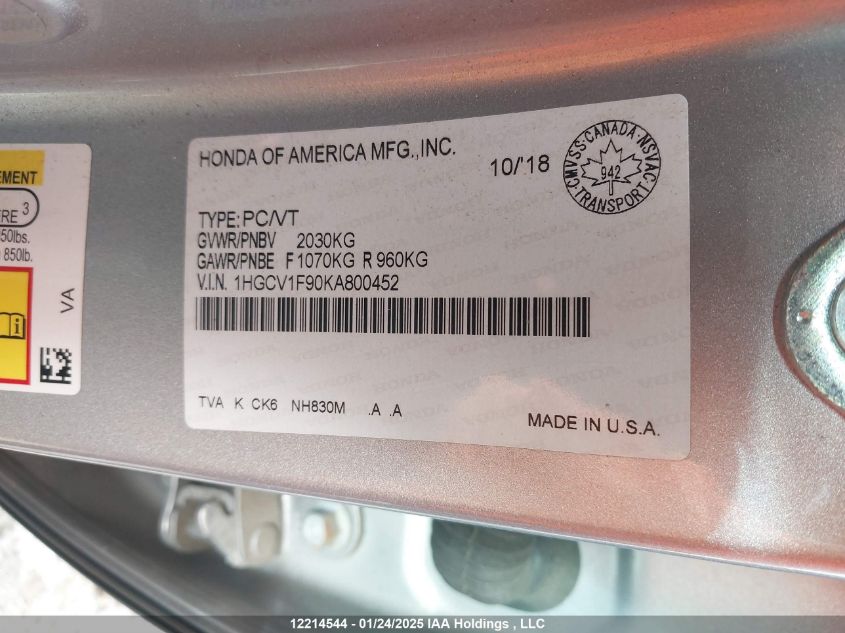 HONDA OF AMERICA MFG.,INC.
10/'18
CMVSS·CANADA·NSVAC·TRANSPORT
942
TYPE: PC/VT
GVWR/PNBV 2030KG
GAWR/PNBE F 1070KG R 960KG
V.I.N. 1HGCV1F90KA800452
TVA K CK6 NH830M .A .A
MADE IN U.S.A.
EMENT
ERE 3
50lbs.
850lb.
VA
12214544 - 01/24/2025 IAA Holdings , LLC